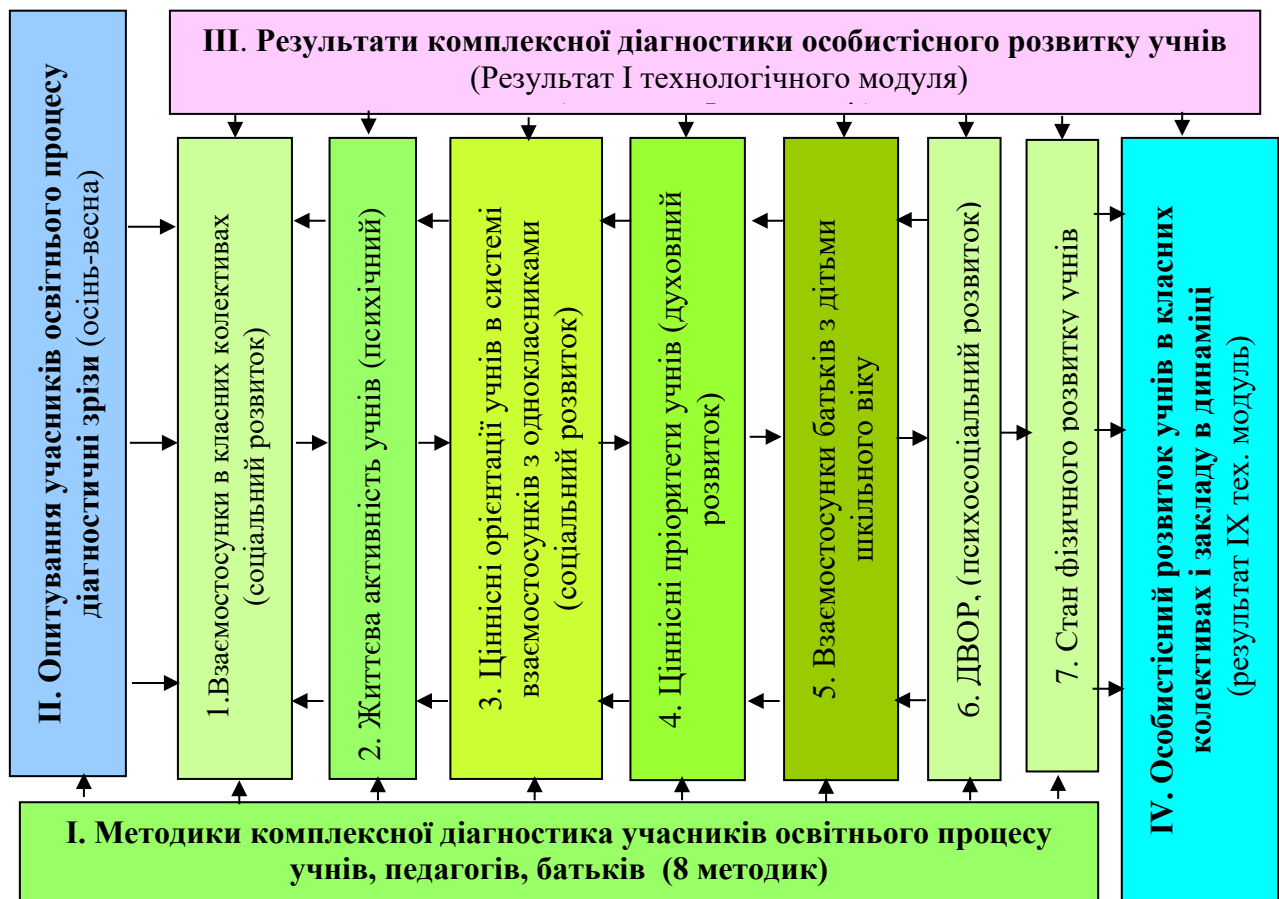 III. Результати комплексної діагностики особистісного розвитку учнів
(Результат I технологічного модуля)
II. Опитування учасників освітнього процесу
діагностичні зрізи (осінь-весна)
1.Взаємостосунки в класних колективах
(соціальний розвиток)
2. Життєва активність учнів (психічний)
3. Ціннісні орієнтації учнів в системі
взаємостосунків з однокласниками
(соціальний розвиток)
4. Ціннісні пріоритети учнів (духовний
розвиток)
5. Взаємостосунки батьків з дітьми
шкільного віку
6. ДВОР, (психосоціальний розвиток)
7. Стан фізичного розвитку учнів
IV. Особистісний розвиток учнів в класних
колективах і закладу в динаміці
(результат IX тех. модуль)
I. Методики комплексної діагностика учасників освітнього процесу
учнів, педагогів, батьків (8 методик)